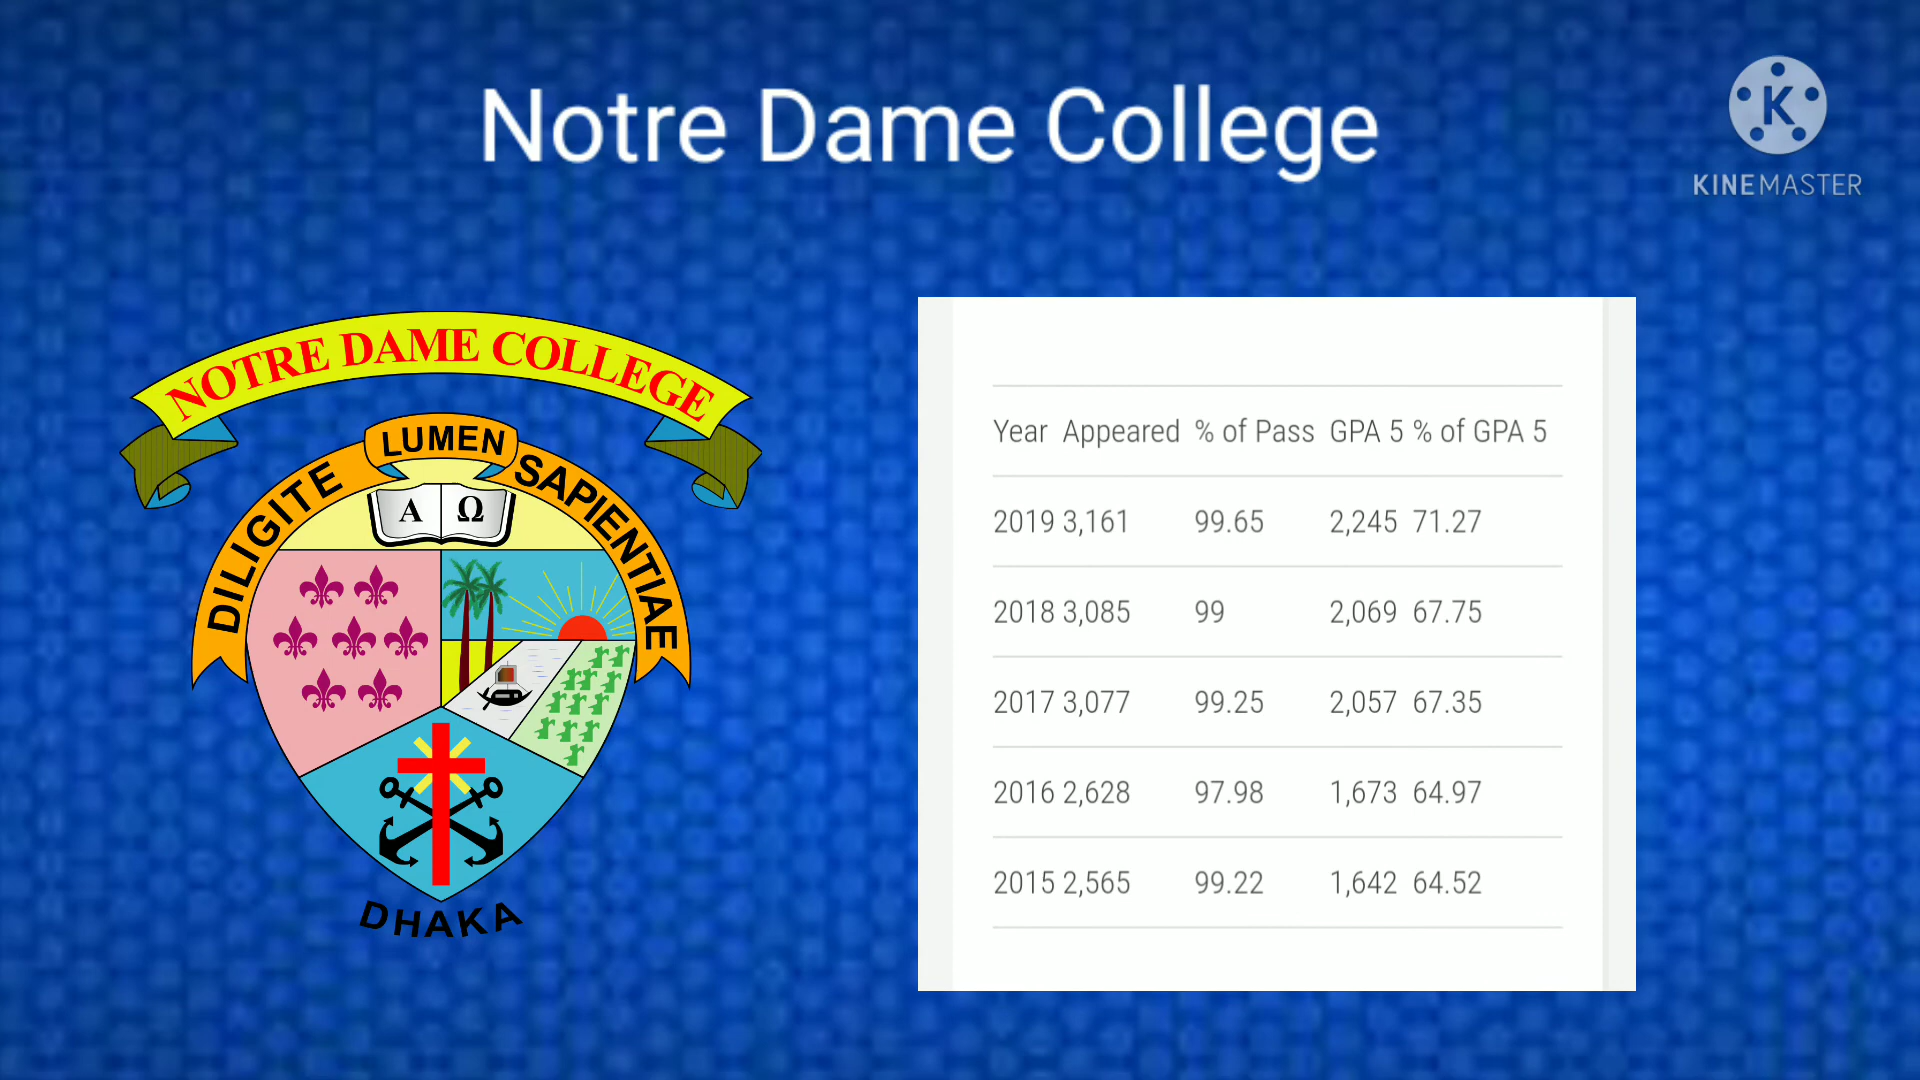 Notre Dame College
K
KINEMASTER
NOTRE DAME COLLEGE
DILIGITE LUMEN SAPIENTIAE
Α Ω
DHAKA
Year Appeared % of Pass GPA 5 % of GPA 5
2019 3,161 99.65 2,245 71.27
2018 3,085 99 2,069 67.75
2017 3,077 99.25 2,057 67.35
2016 2,628 97.98 1,673 64.97
2015 2,565 99.22 1,642 64.52